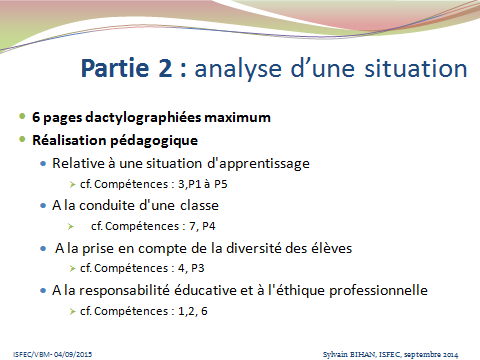 Partie 2 : analyse d'une situation
6 pages dactylographiées maximum
Réalisation pédagogique
Relative à une situation d'apprentissage
cf. Compétences : 3,P1 à P5
A la conduite d'une classe
cf. Compétences : 7, P4
A la prise en compte de la diversité des élèves
cf. Compétences : 4, P3
A la responsabilité éducative et à l'éthique professionnelle
cf. Compétences : 1,2, 6
ISFEC/VBM- 04/09/2015
Sylvain BIHAN, ISFEC, septembre 2014